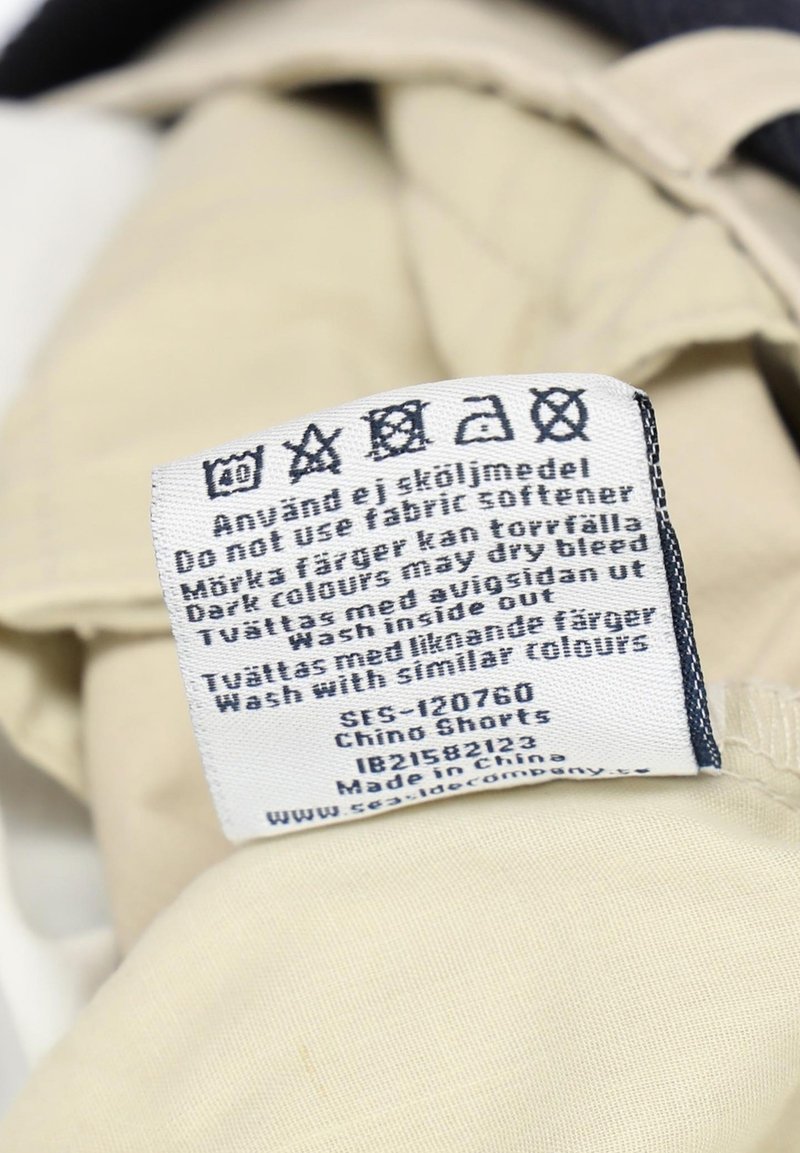 40
Använd ej sköljmedel
Do not use fabric softener
Mörka färger kan torrfälla
Dark colours may dry bleed
Tvättas med avigsidan ut
Wash inside out
Tvättas med liknande färger
Wash with similar colours
SES-120760
Chino Shorts
IB21582123
Made in China
www.seasidecompany.